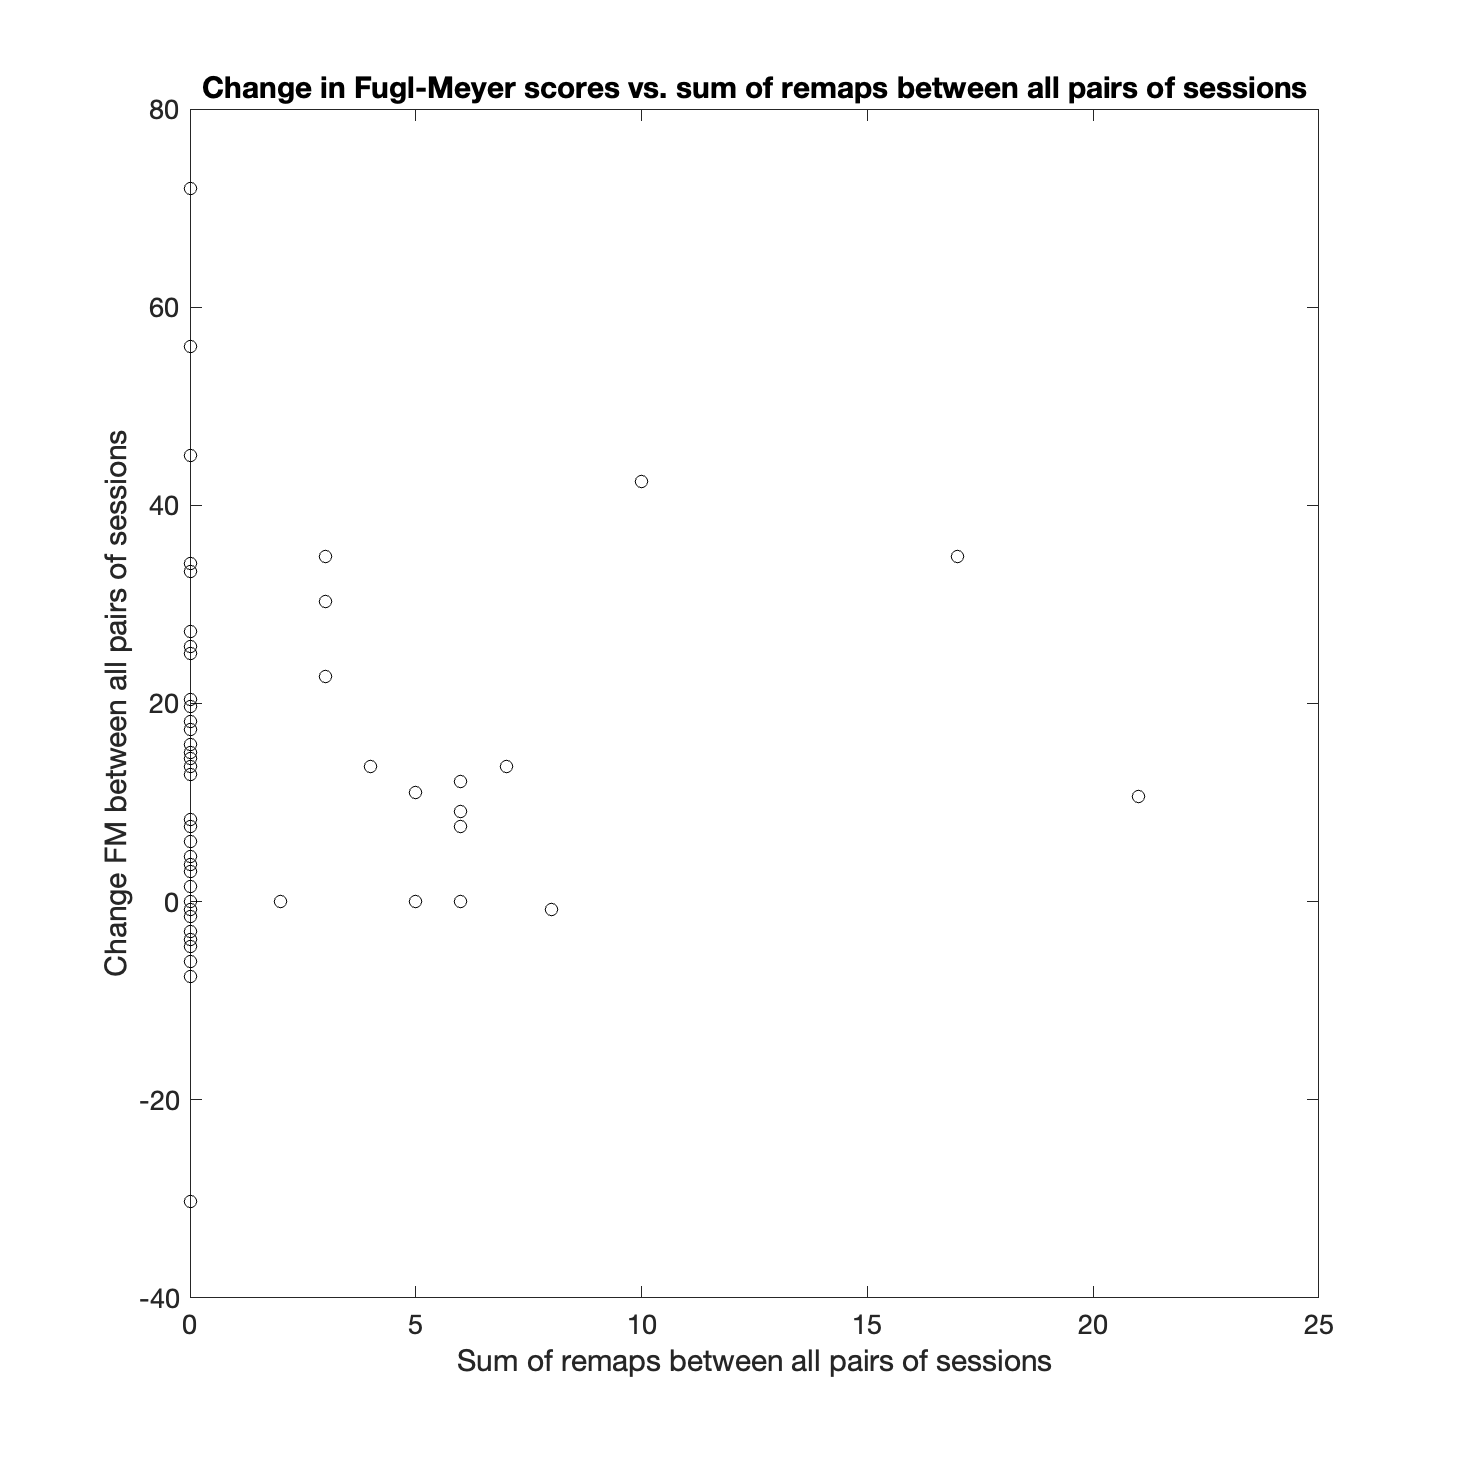 Change in Fugl-Meyer scores vs. sum of remaps between all pairs of sessions
80
60
40
20
0
-20
-40
Change FM between all pairs of sessions
0 5 10 15 20 25
Sum of remaps between all pairs of sessions